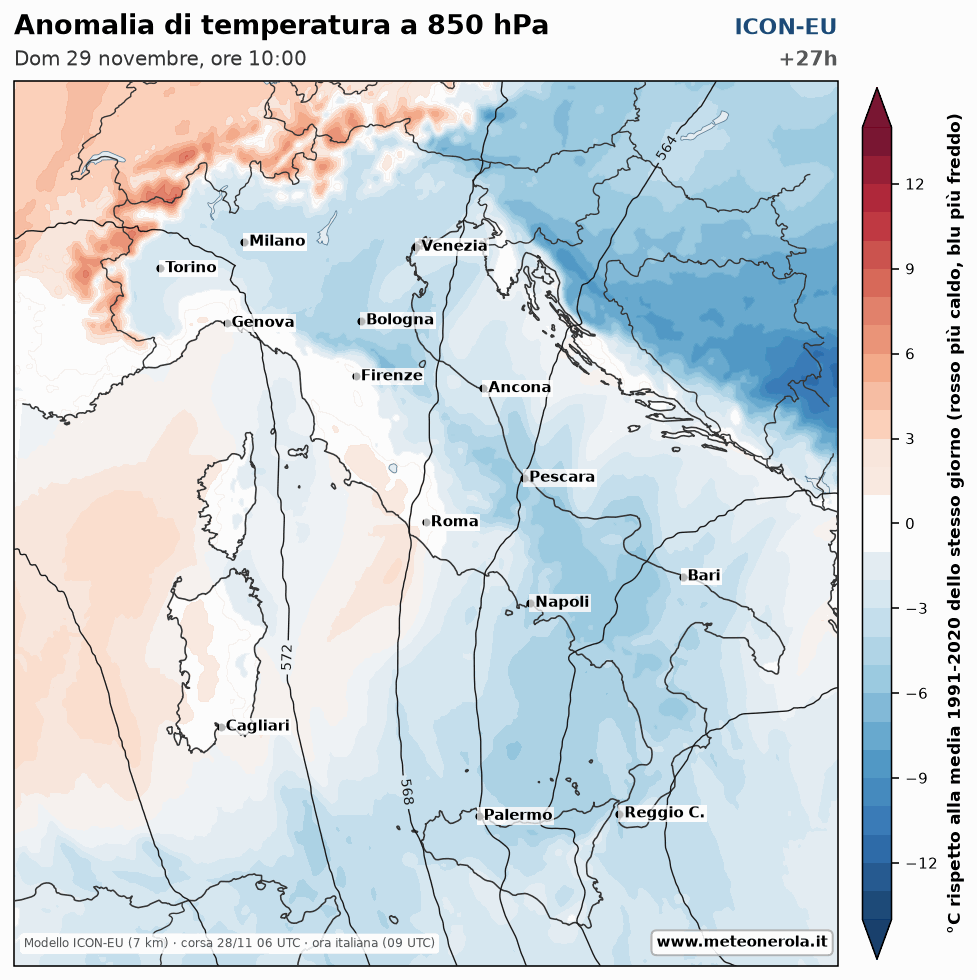 Anomalia di temperatura a 850 hPa
ICON-EU
Dom 29 novembre, ore 10:00
+27h
564
Milano
Venezia
Torino
Genova
Bologna
Firenze
Ancona
Pescara
Roma
Bari
Napoli
572
Cagliari
568
Palermo
Reggio C.
12
9
6
3
0
−3
−6
−9
−12
°C rispetto alla media 1991-2020 dello stesso giorno (rosso più caldo, blu più freddo)
Modello ICON-EU (7 km) · corsa 28/11 06 UTC · ora italiana (09 UTC)
www.meteonerola.it